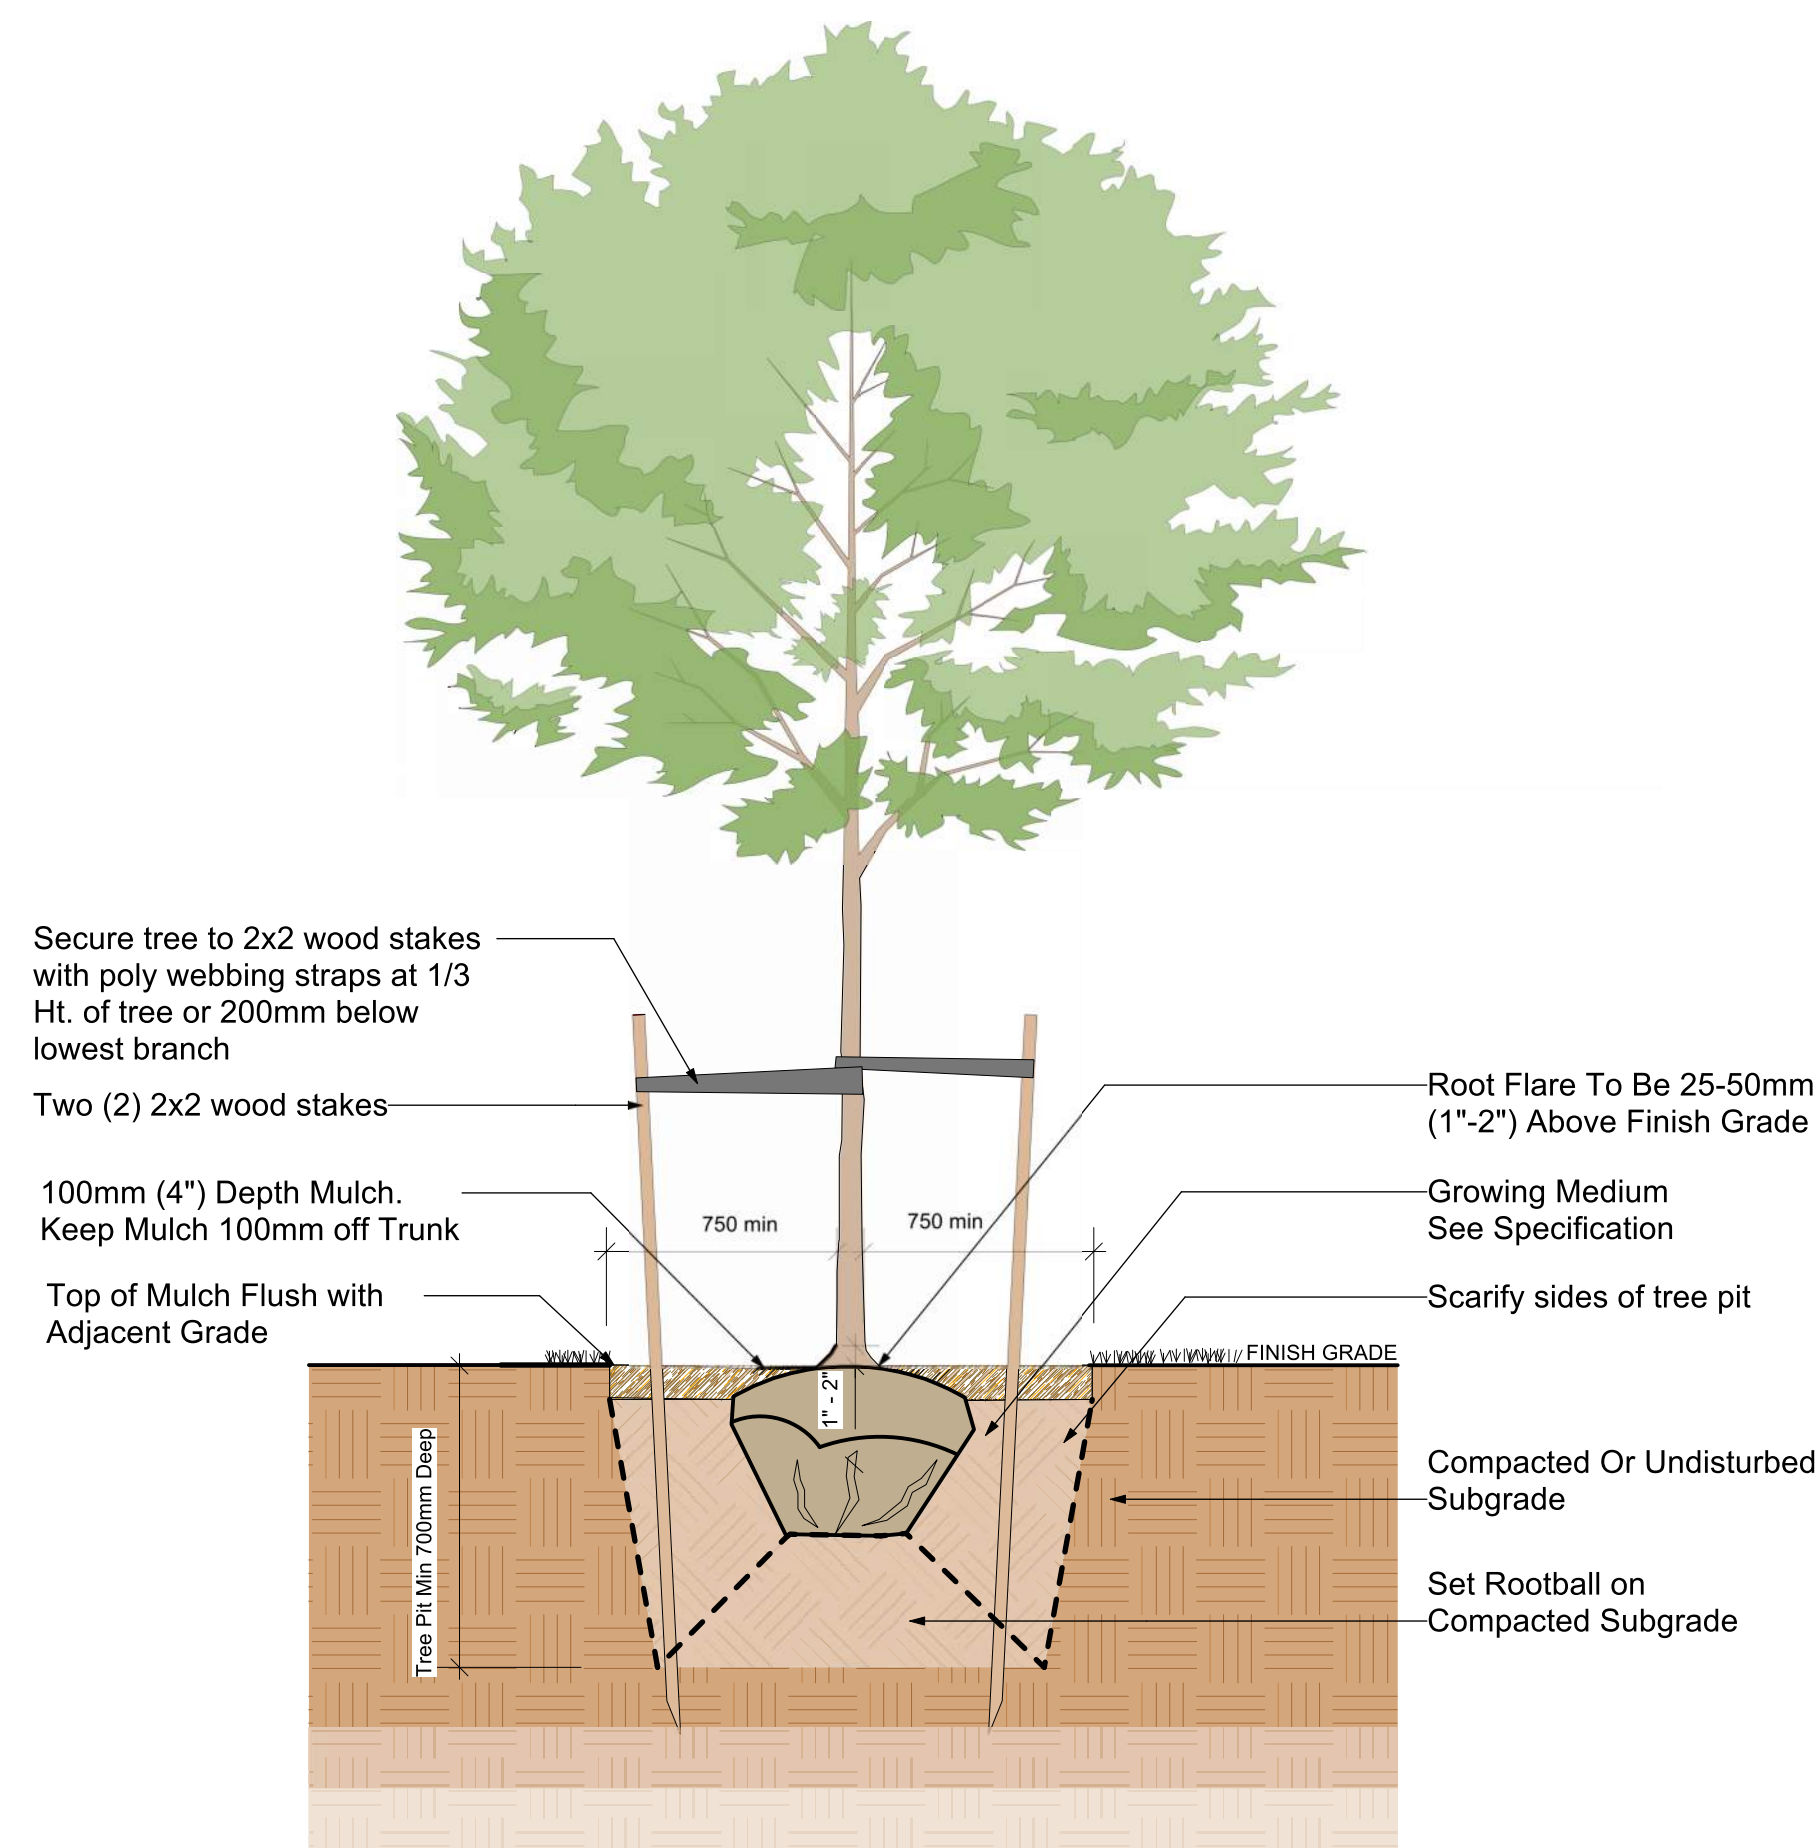 Secure tree to 2x2 wood stakes
with poly webbing straps at 1/3
Ht. of tree or 200mm below
lowest branch
Two (2) 2x2 wood stakes
100mm (4") Depth Mulch.
Keep Mulch 100mm off Trunk
Top of Mulch Flush with
Adjacent Grade
750 min
750 min
Root Flare To Be 25-50mm
(1"-2") Above Finish Grade
Growing Medium
See Specification
Scarify sides of tree pit
FINISH GRADE
1" - 2"
Tree Pit Min 700mm Deep
Compacted Or Undisturbed
Subgrade
Set Rootball on
Compacted Subgrade